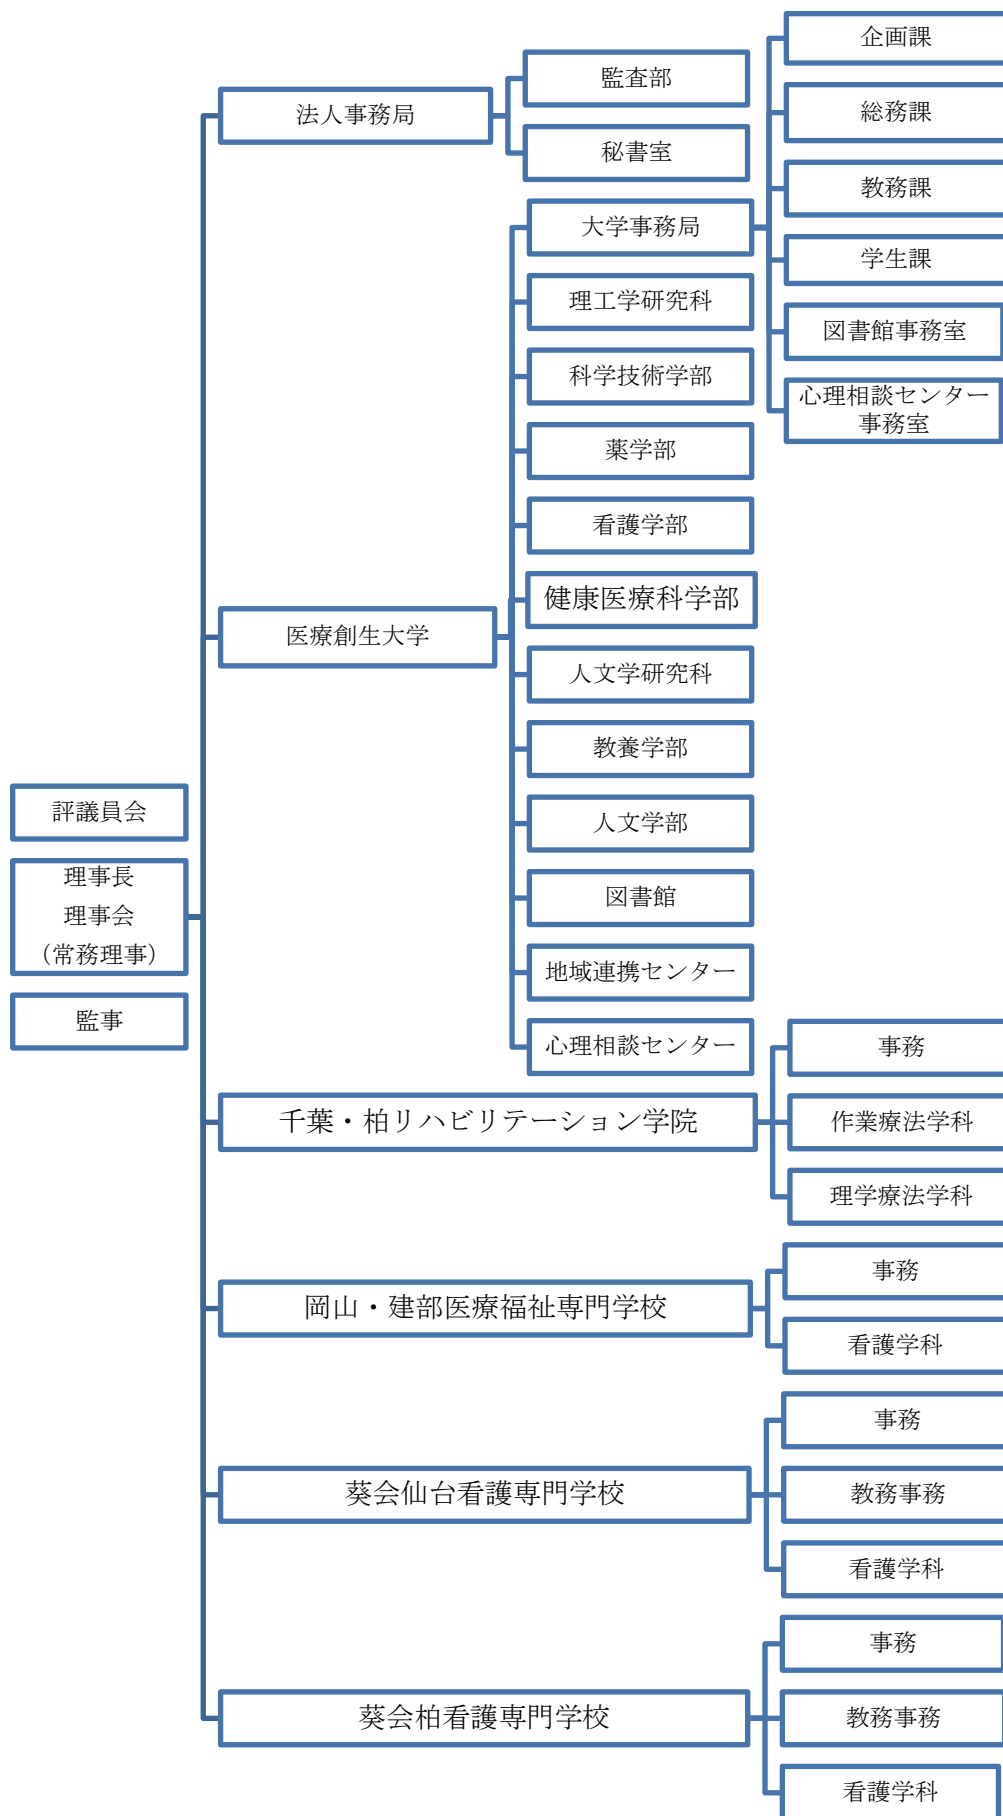 評議員会
理事長
理事会
（常務理事）
監事
法人事務局
監査部
秘書室
医療創生大学
大学事務局
企画課
総務課
教務課
学生課
図書館事務室
心理相談センター
事務室
理工学研究科
科学技術学部
薬学部
看護学部
健康医療科学部
人文学研究科
教養学部
人文学部
図書館
地域連携センター
心理相談センター
千葉・柏リハビリテーション学院
事務
作業療法学科
理学療法学科
岡山・建部医療福祉専門学校
事務
看護学科
葵会仙台看護専門学校
事務
教務事務
看護学科
葵会柏看護専門学校
事務
教務事務
看護学科